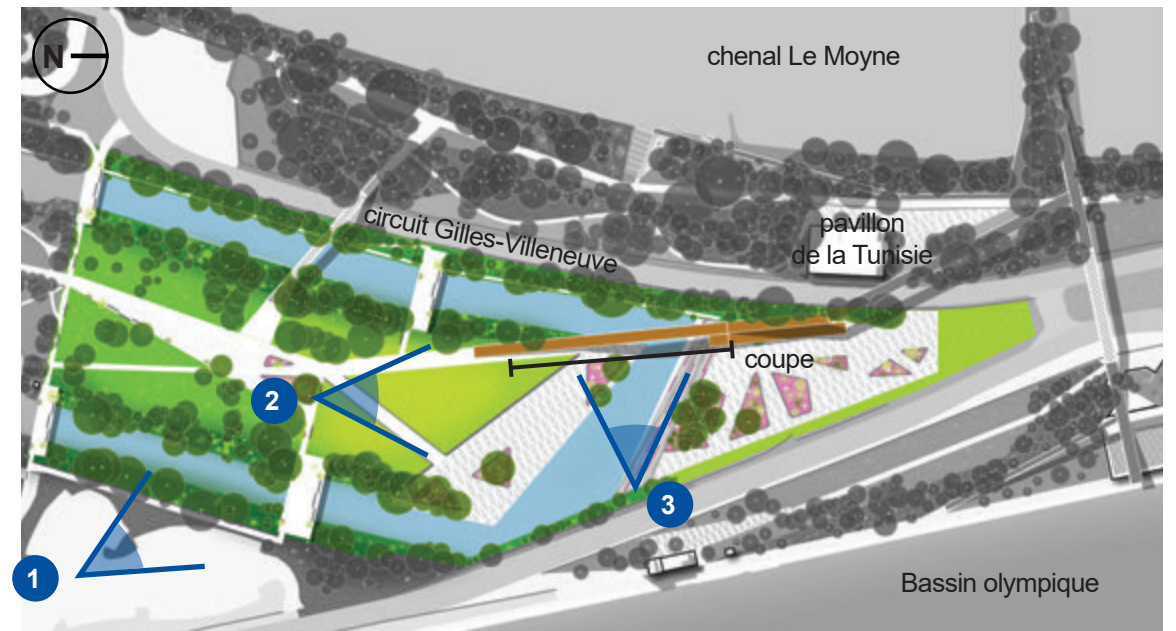 N
chenal Le Moyne
circuit Gilles-Villeneuve
pavillon
de la Tunisie
coupe
2
3
1
Bassin olympique